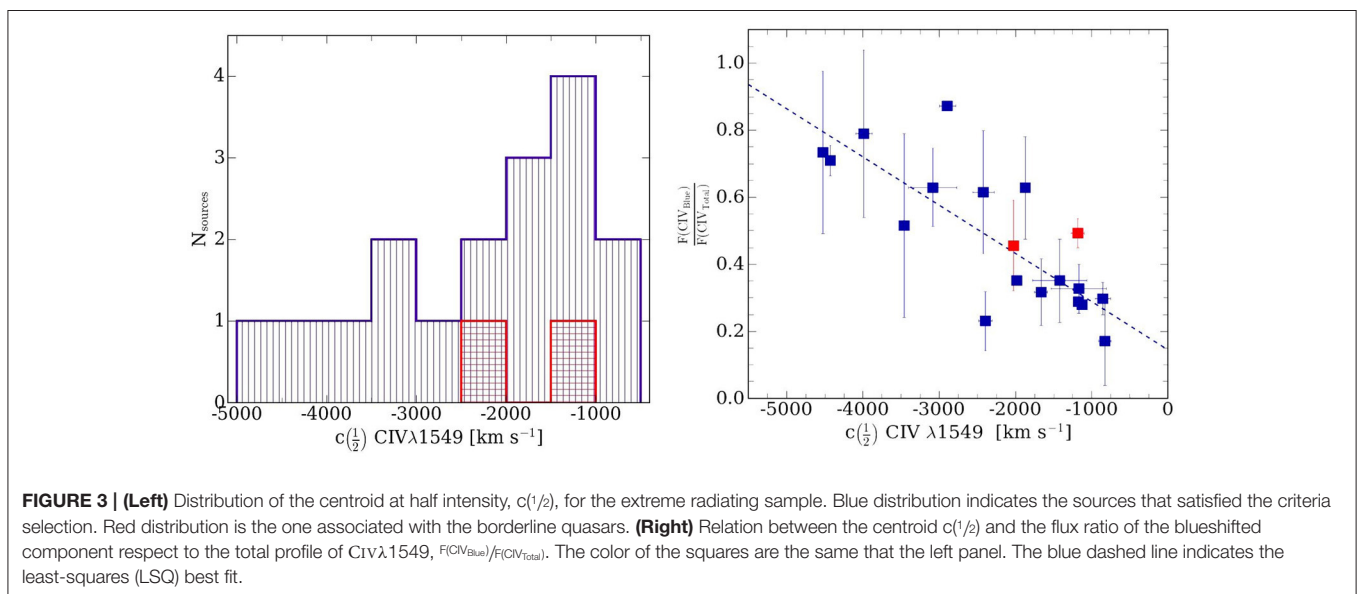 4
3
2
1
0
N_sources
-5000 -4000 -3000 -2000 -1000
c(1/2) CIVλ1549 [km s⁻¹]
1.0
0.8
0.6
0.4
0.2
0.0
F(CIV_Blue)
F(CIV_Total)
-5000 -4000 -3000 -2000 -1000 0
c(1/2) CIV λ1549 [km s⁻¹]
FIGURE 3 | (Left) Distribution of the centroid at half intensity, c(1/2), for the extreme radiating sample. Blue distribution indicates the sources that satisfied the criteria
selection. Red distribution is the one associated with the borderline quasars. (Right) Relation between the centroid c(1/2) and the flux ratio of the blueshifted
component respect to the total profile of CIVλ1549, F(CIV_Blue)/F(CIV_Total). The color of the squares are the same that the left panel. The blue dashed line indicates the
least-squares (LSQ) best fit.